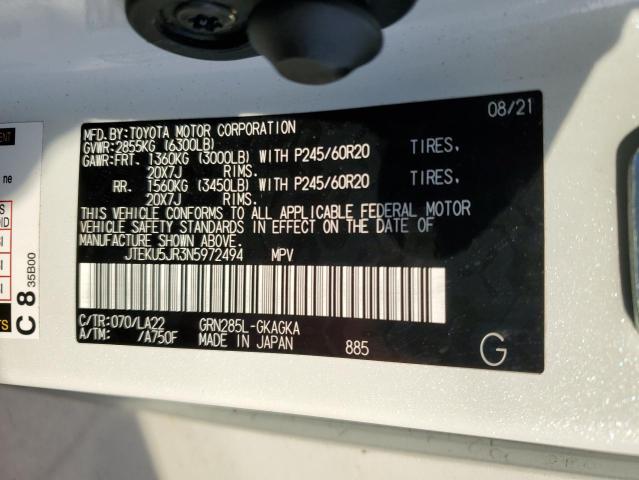 08/21
MFD.BY:TOYOTA MOTOR CORPORATION
GVWR:2855KG (6300LB)
GAWR:FRT. 1360KG (3000LB) WITH P245/60R20 TIRES,
20X7J RIMS.
RR. 1560KG (3450LB) WITH P245/60R20 TIRES,
20X7J RIMS.
THIS VEHICLE CONFORMS TO ALL APPLICABLE FEDERAL MOTOR
VEHICLE SAFETY STANDARDS IN EFFECT ON THE DATE OF
MANUFACTURE SHOWN ABOVE.
JTEKU5JR3N5972494 MPV
C/TR:070/LA22 GRN285L-GKAGKA
A/TM: /A750F MADE IN JAPAN 885
G
C 8 35B00
ne